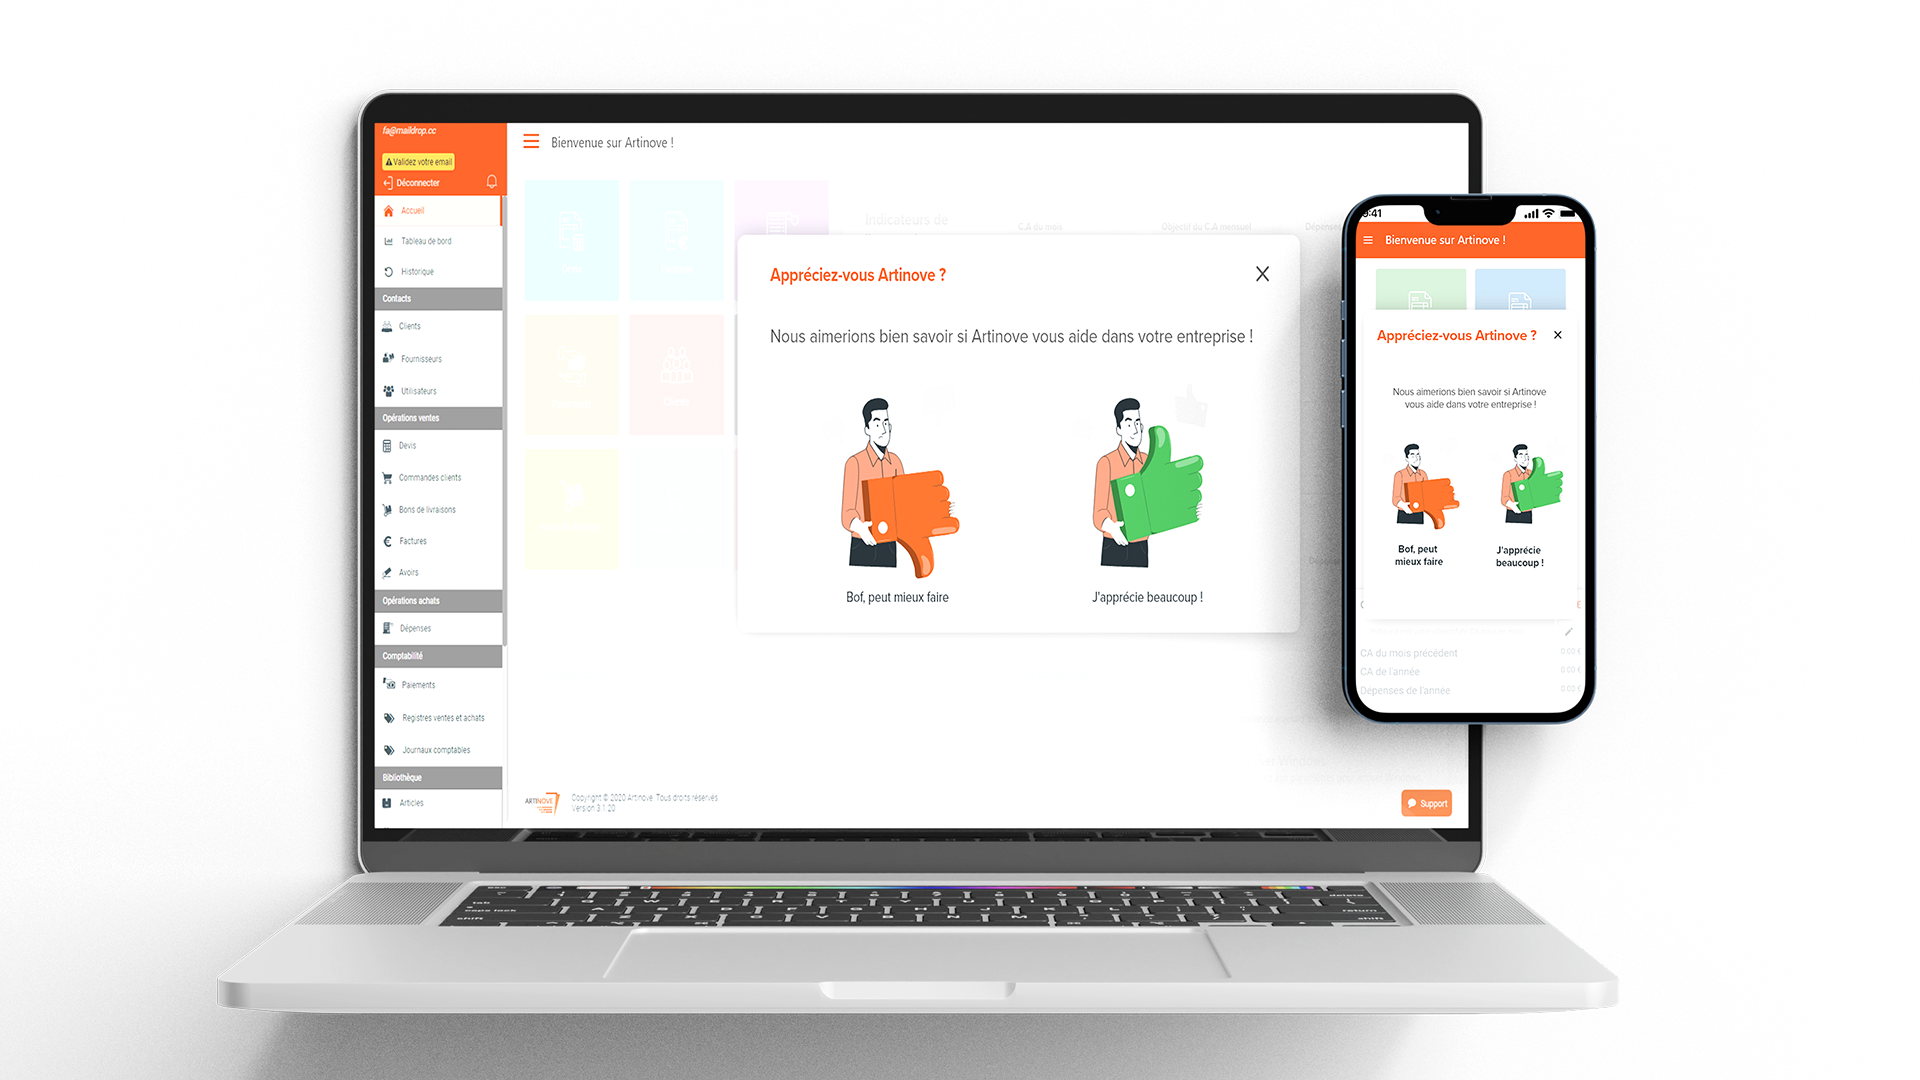 fa@maildrop.cc
Validez votre email
Déconnecter
Accueil
Tableau de bord
Historique
Contacts
Clients
Fournisseurs
Utilisateurs
Opérations ventes
Devis
Commandes clients
Bons de livraisons
Factures
Avoirs
Opérations achats
Dépenses
Comptabilité
Paiements
Registres ventes et achats
Journaux comptables
Bibliothèque
Articles
Bienvenue sur Artinove !
Indicateurs de
C.A du mois
Objectif du C.A mensuel
Dépenses
Appréciez-vous Artinove ?
X
Nous aimerions bien savoir si Artinove vous aide dans votre entreprise !
Bof, peut mieux faire
J'apprécie beaucoup !
ARTINOVE
Copyright © 2020 Artinove. Tous droits réservés
Version 3.1.20
Support
9:41
Bienvenue sur Artinove !
Appréciez-vous Artinove ?
Nous aimerions bien savoir si Artinove
vous aide dans votre entreprise !
Bof, peut
mieux faire
J'apprécie
beaucoup !
CA du mois précédent
0.00 €
CA de l'année
0.00 €
Dépenses de l'année
0.00 €